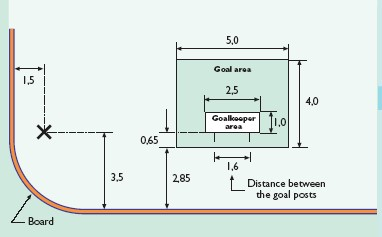 5,0
Goal area
1,5
2,5
4,0
Goalkeeper
area
1,0
0,65
3,5
2,85
1,6
Distance between
the goal posts
Board